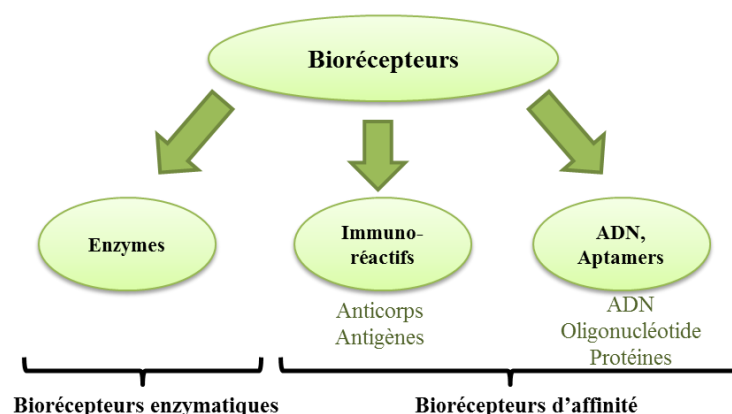 Biorécepteurs
Enzymes
Immuno-
réactifs
ADN,
Aptamers
Anticorps
Antigènes
ADN
Oligonucléotide
Protéines
Biorécepteurs enzymatiques
Biorécepteurs d’affinité